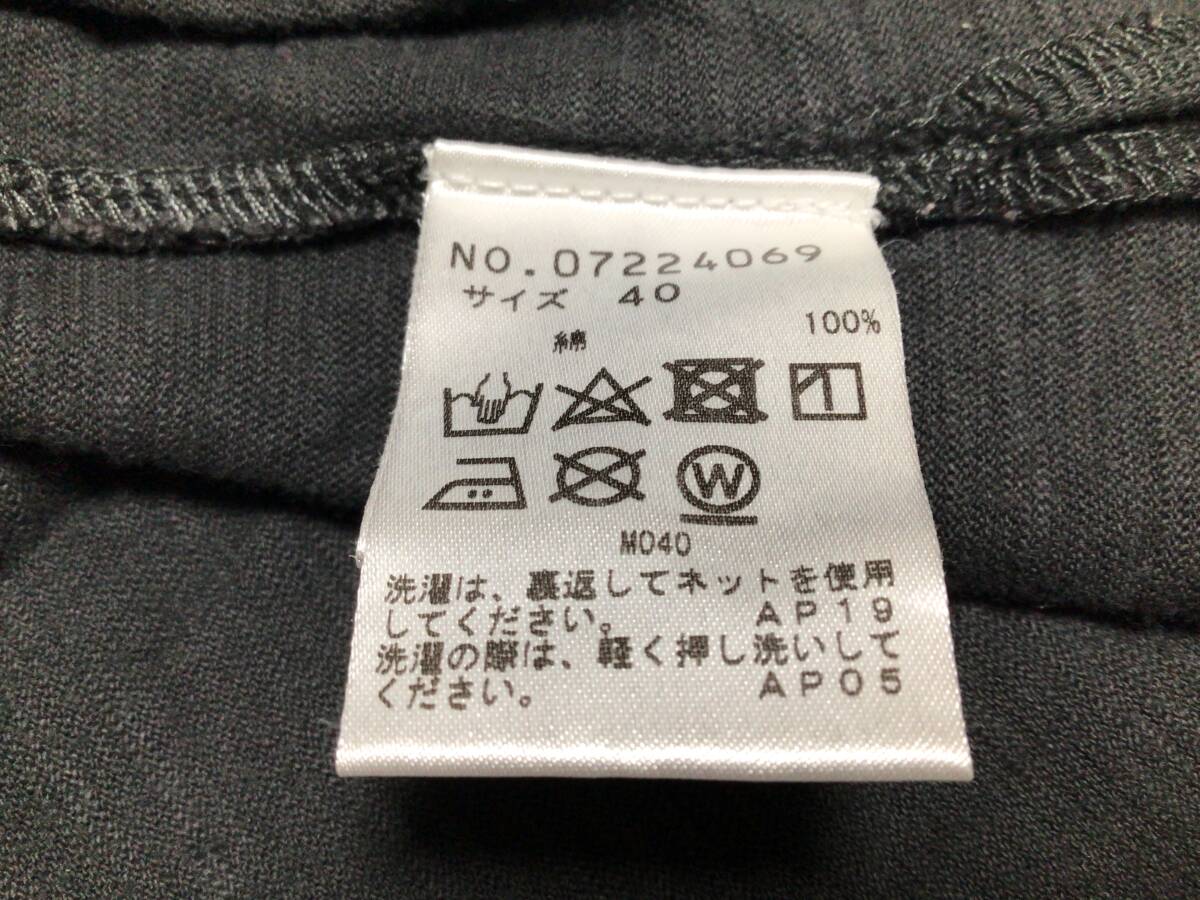 NO.07224069
サイズ 40
綿 100%
W
M040
洗濯は、裏返してネットを使用
してください。 AP19
洗濯の際は、軽く押し洗いして
ください。 AP05